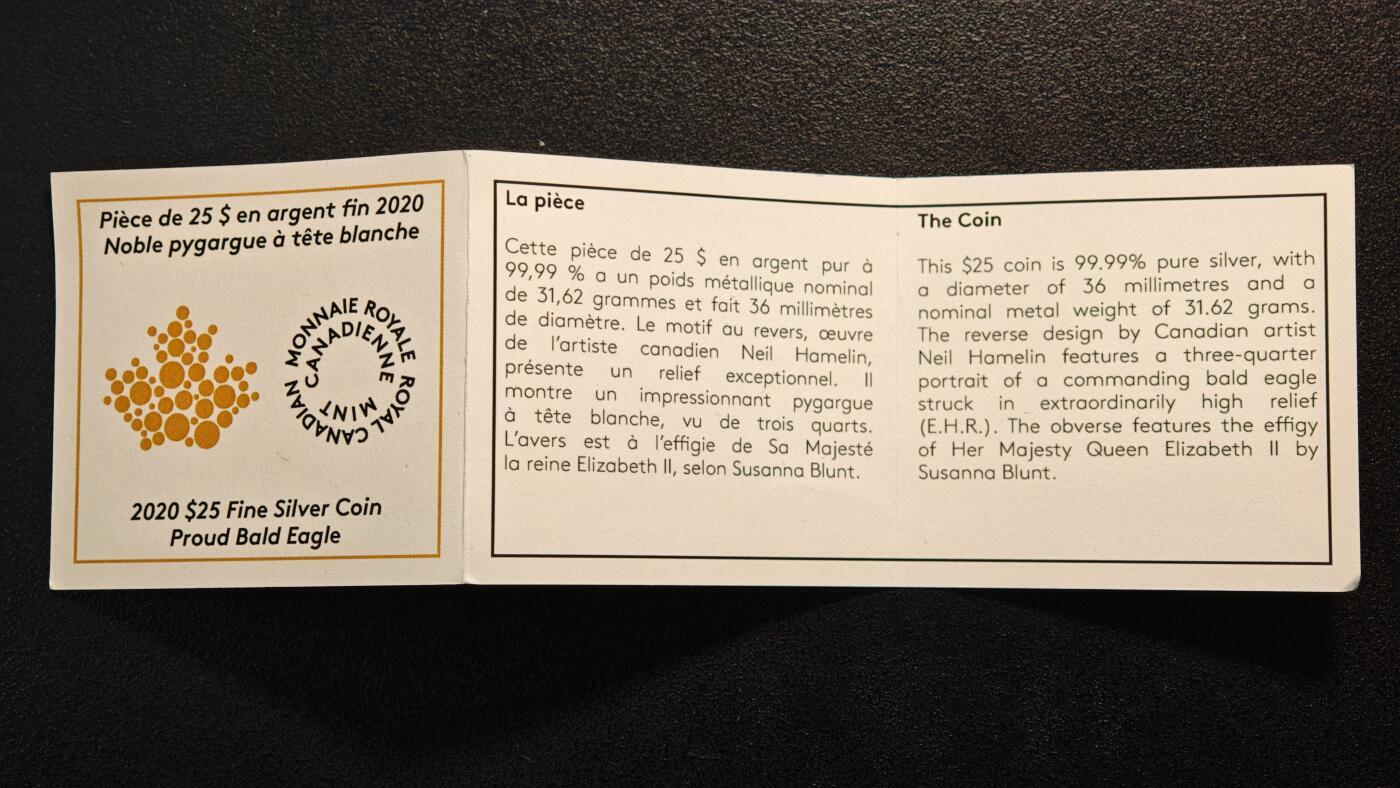 Pièce de 25 $ en argent fin 2020
Noble pygargue à tête blanche
MONNAIE ROYALE CANADIENNE
ROYAL CANADIAN MINT
2020 $25 Fine Silver Coin
Proud Bald Eagle
La pièce
Cette pièce de 25 $ en argent pur à
99,99 % a un poids métallique nominal
de 31,62 grammes et fait 36 millimètres
de diamètre. Le motif au revers, œuvre
de l'artiste canadien Neil Hamelin,
présente un relief exceptionnel. Il
montre un impressionnant pygargue
à tête blanche, vu de trois quarts.
L'avers est à l'effigie de Sa Majesté
la reine Elizabeth II, selon Susanna Blunt.
The Coin
This $25 coin is 99.99% pure silver, with
a diameter of 36 millimetres and a
nominal metal weight of 31.62 grams.
The reverse design by Canadian artist
Neil Hamelin features a three-quarter
portrait of a commanding bald eagle
struck in extraordinarily high relief
(E.H.R.). The obverse features the effigy
of Her Majesty Queen Elizabeth II by
Susanna Blunt.